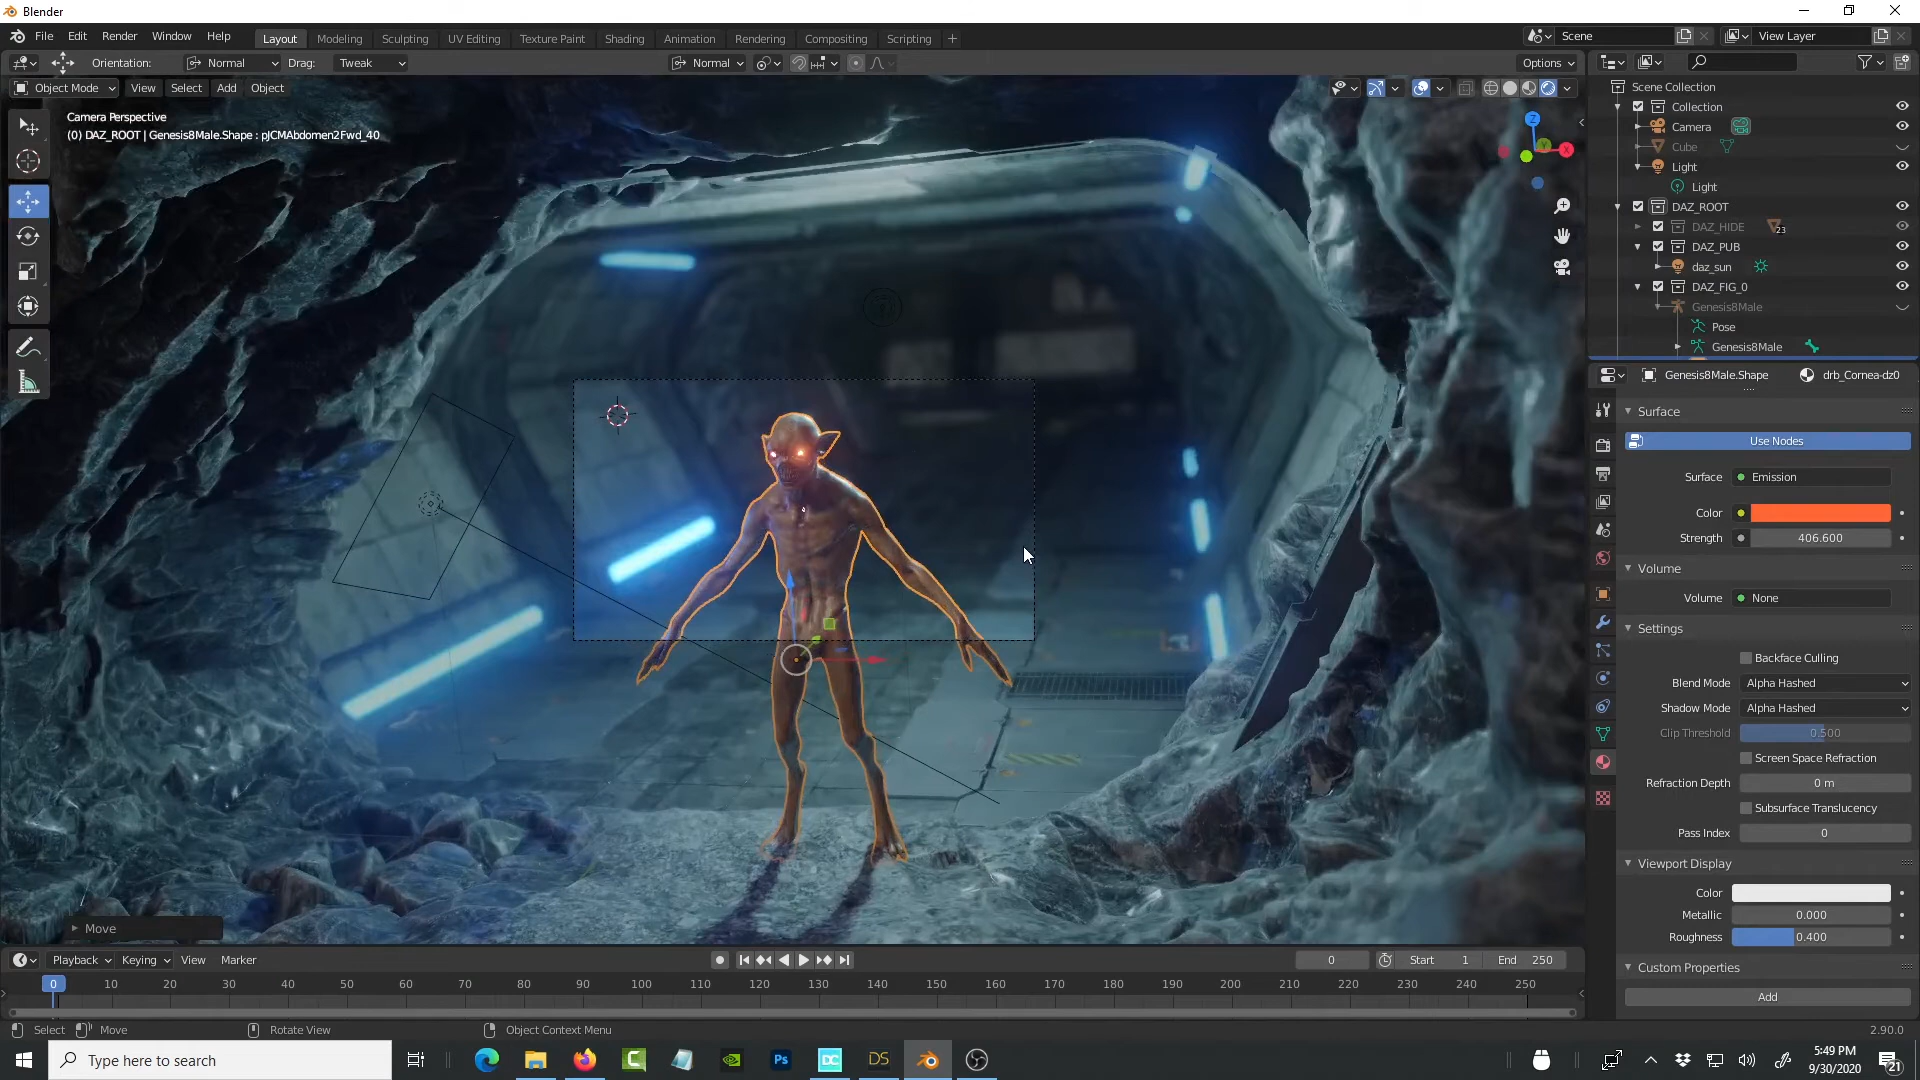 Blender
File Edit Render Window Help
Layout Modeling Sculpting UV Editing Texture Paint Shading Animation Rendering Compositing Scripting +
Scene
View Layer
Orientation: Normal Drag: Tweak
Normal
Options
Object Mode View Select Add Object
Camera Perspective
(0) DAZ_ROOT | Genesis8Male.Shape : pJCMAbdomen2Fwd_40
Z
Y
X
Scene Collection
Collection
Camera
Cube
Light
Light
DAZ_ROOT
DAZ_HIDE 23
DAZ_PUB
daz_sun
DAZ_FIG_0
Genesis8Male
Pose
Genesis8Male
Genesis8Male.Shape drb_Cornea-dz0
Surface
Use Nodes
Surface Emission
Color
Strength 406.600
Volume
Volume None
Settings
Backface Culling
Blend Mode Alpha Hashed
Shadow Mode Alpha Hashed
Clip Threshold 0.500
Screen Space Refraction
Refraction Depth 0 m
Subsurface Translucency
Pass Index 0
Viewport Display
Color
Metallic 0.000
Roughness 0.400
Custom Properties
Add
Move
Playback Keying View Marker
0 Start 1 End 250
0 10 20 30 40 50 60 70 80 90 100 110 120 130 140 150 160 170 180 190 200 210 220 230 240 250
Select Move Rotate View Object Context Menu
2.90.0
Type here to search
C Ps DC DS
5:49 PM
9/30/2020
21